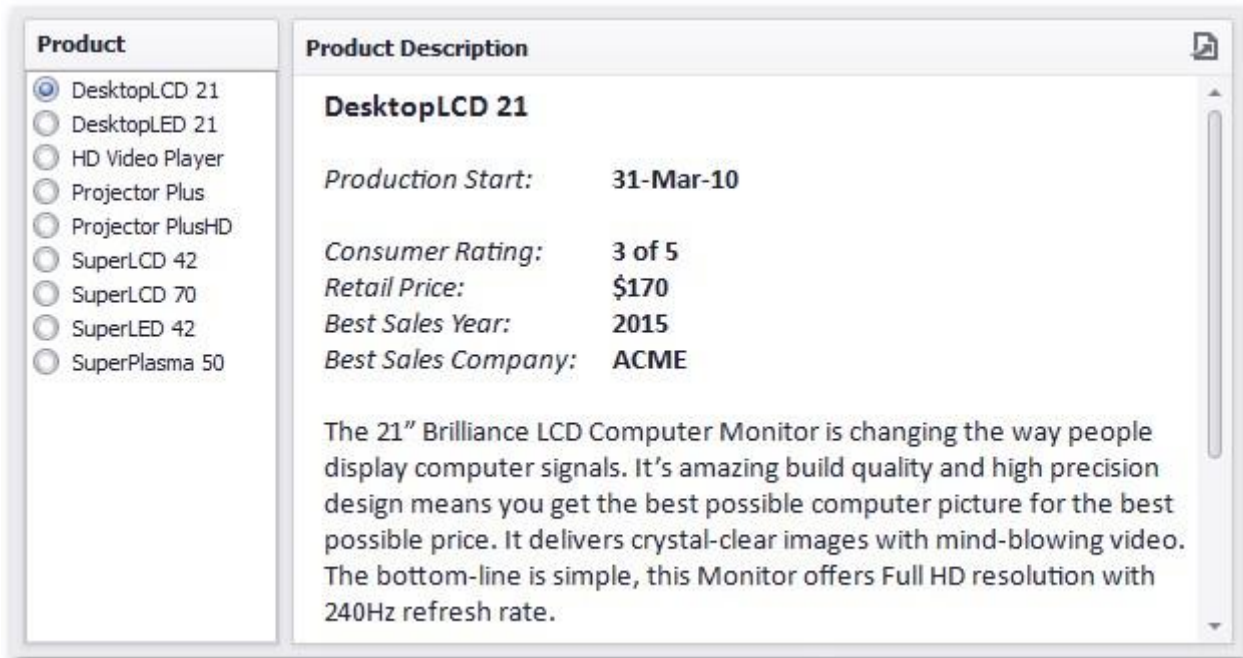 Product
DesktopLCD 21
DesktopLED 21
HD Video Player
Projector Plus
Projector PlusHD
SuperLCD 42
SuperLCD 70
SuperLED 42
SuperPlasma 50
Product Description
DesktopLCD 21
Production Start: 31-Mar-10
Consumer Rating: 3 of 5
Retail Price: $170
Best Sales Year: 2015
Best Sales Company: ACME
The 21” Brilliance LCD Computer Monitor is changing the way people
display computer signals. It’s amazing build quality and high precision
design means you get the best possible computer picture for the best
possible price. It delivers crystal-clear images with mind-blowing video.
The bottom-line is simple, this Monitor offers Full HD resolution with
240Hz refresh rate.